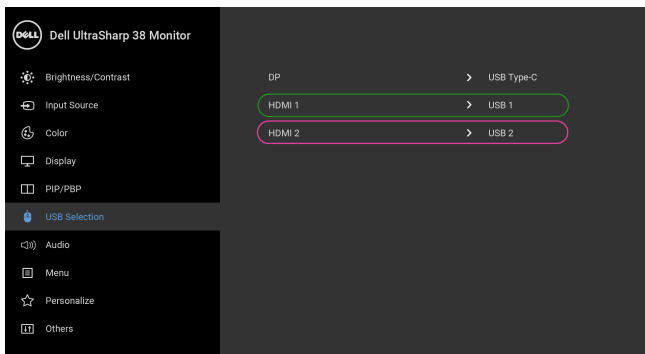 DELL Dell UltraSharp 38 Monitor
Brightness/Contrast
DP USB Type-C
Input Source
HDMI 1 USB 1
Color
HDMI 2 USB 2
Display
PIP/PBP
USB Selection
Audio
Menu
Personalize
Others